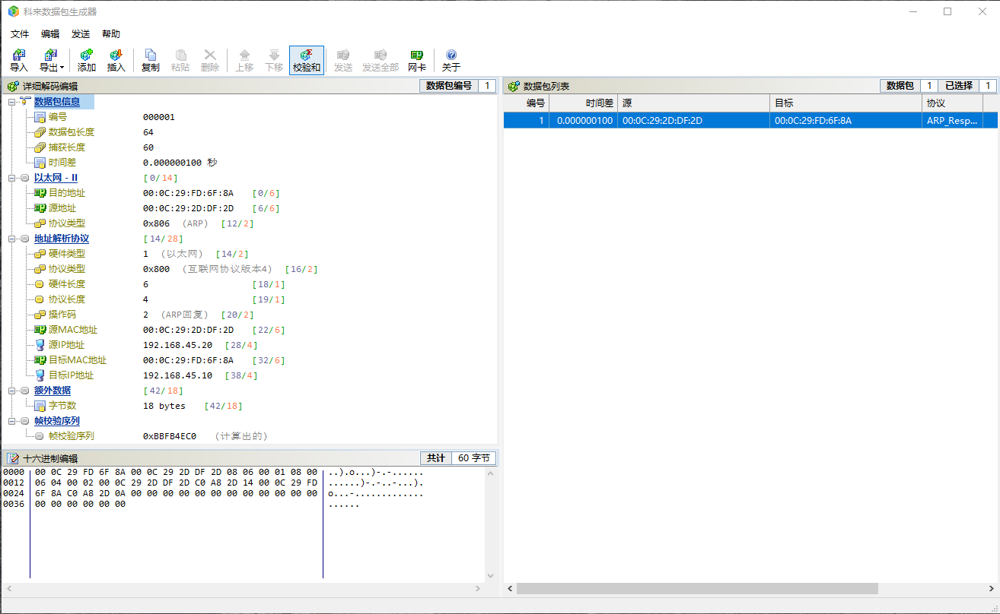 科来数据包生成器
文件 编辑 发送 帮助
导入 导出 添加 插入 复制 粘贴 删除 上移 下移 校验和 发送 发送全部 网卡 关于
详细解码编辑 数据包编号 1
数据包信息
编号 000001
数据包长度 64
捕获长度 60
时间差 0.000000100 秒
以太网 - II [0/14]
目的地址 00:0C:29:FD:6F:8A [0/6]
源地址 00:0C:29:2D:DF:2D [6/6]
协议类型 0x806 (ARP) [12/2]
地址解析协议 [14/28]
硬件类型 1 (以太网) [14/2]
协议类型 0x800 (互联网协议版本4) [16/2]
硬件长度 6 [18/1]
协议长度 4 [19/1]
操作码 2 (ARP回复) [20/2]
源MAC地址 00:0C:29:2D:DF:2D [22/6]
源IP地址 192.168.45.20 [28/4]
目标MAC地址 00:0C:29:FD:6F:8A [32/6]
目标IP地址 192.168.45.10 [38/4]
额外数据 [42/18]
字节数 18 bytes [42/18]
帧校验序列
帧校验序列 0xBBFB4EC0 (计算出的)
十六进制编辑 共计 60 字节
0000 00 0C 29 FD 6F 8A 00 0C 29 2D DF 2D 08 06 00 01 08 00 ..).o...)-.-......
0012 06 04 00 02 00 0C 29 2D DF 2D C0 A8 2D 14 00 0C 29 FD ......)-.-..-...).
0024 6F 8A C0 A8 2D 0A 00 00 00 00 00 00 00 00 00 00 00 00 o...-.............
0036 00 00 00 00 00 00 ......
数据包列表 数据包 1 已选择 1
编号 时间差 源 目标 协议
1 0.000000100 00:0C:29:2D:DF:2D 00:0C:29:FD:6F:8A ARP_Resp...